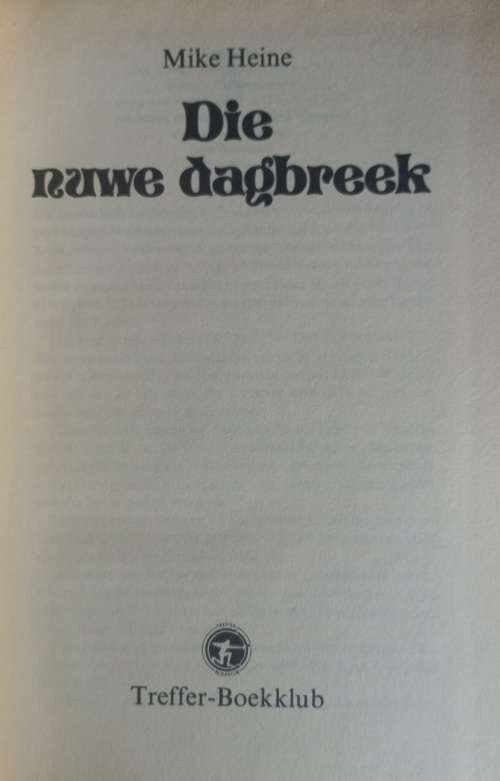 Mike Heine
Die
nuwe dagbreek
Treffer-Boekklub